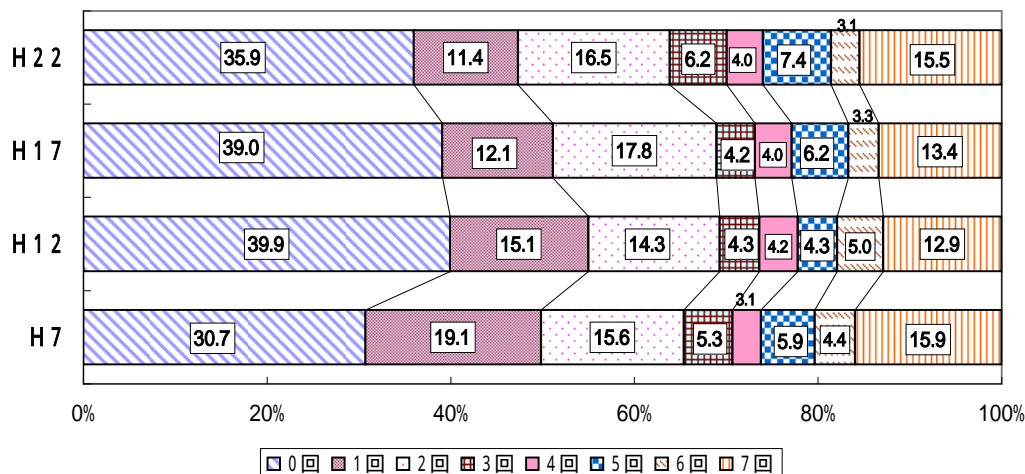 3.1
H22 35.9 11.4 16.5 6.2 4.0 7.4 15.5
3.3
H17 39.0 12.1 17.8 4.2 4.0 6.2 13.4
H12 39.9 15.1 14.3 4.3 4.2 4.3 5.0 12.9
3.1
H7 30.7 19.1 15.6 5.3 5.9 4.4 15.9
0% 20% 40% 60% 80% 100%
0回 1回 2回 3回 4回 5回 6回 7回